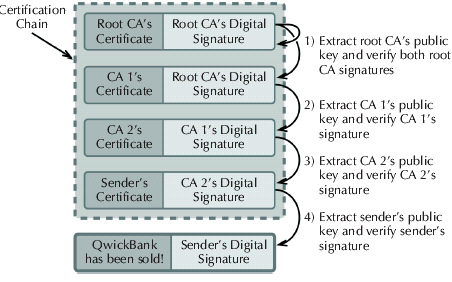 Certification
Chain
Root CA's
Certificate
Root CA's Digital
Signature
CA 1's
Certificate
Root CA's Digital
Signature
CA 2's
Certificate
CA 1's Digital
Signature
Sender's
Certificate
CA 2's Digital
Signature
QwickBank
has been sold!
Sender's Digital
Signature
1) Extract root CA's public
key and verify both root
CA signatures
2) Extract CA 1's public
key and verify CA 1's
signature
3) Extract CA 2's public
key and verify CA 2's
signature
4) Extract sender's public
key and verify sender's
signature